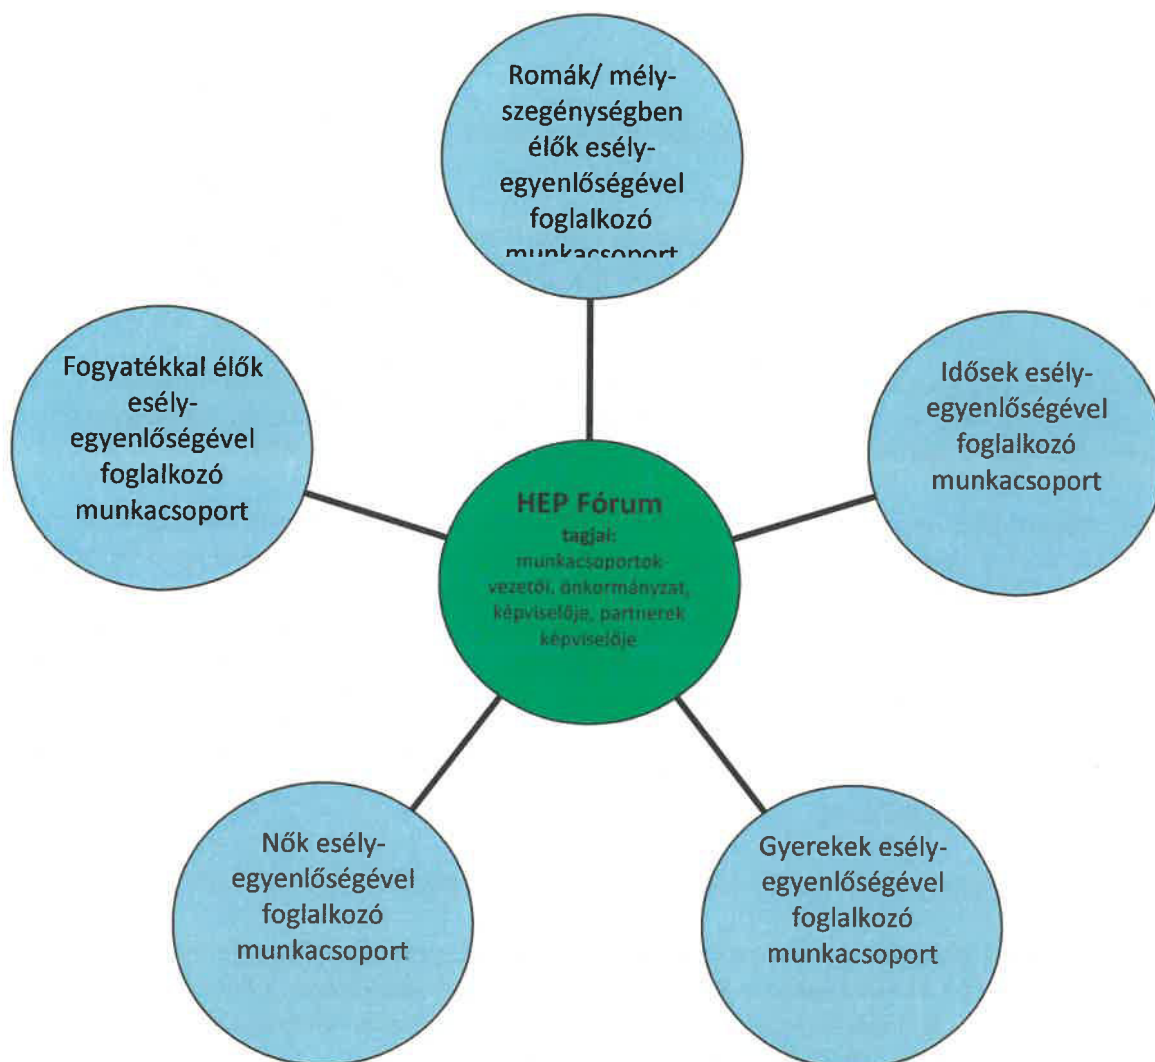 Romák/ mély-
szegénységben
élők esély-
egyenlőségével
foglalkozó
munkacsoport
Fogyatékkal élők
esély-
egyenlőségével
foglalkozó
munkacsoport
Idősek esély-
egyenlőségével
foglalkozó
munkacsoport
HEP Fórum
tagjai:
munkacsoportok
vezetői, önkormányzat,
képviselője, partnerek
képviselője
Nők esély-
egyenlőségével
foglalkozó
munkacsoport
Gyerekek esély-
egyenlőségével
foglalkozó
munkacsoport